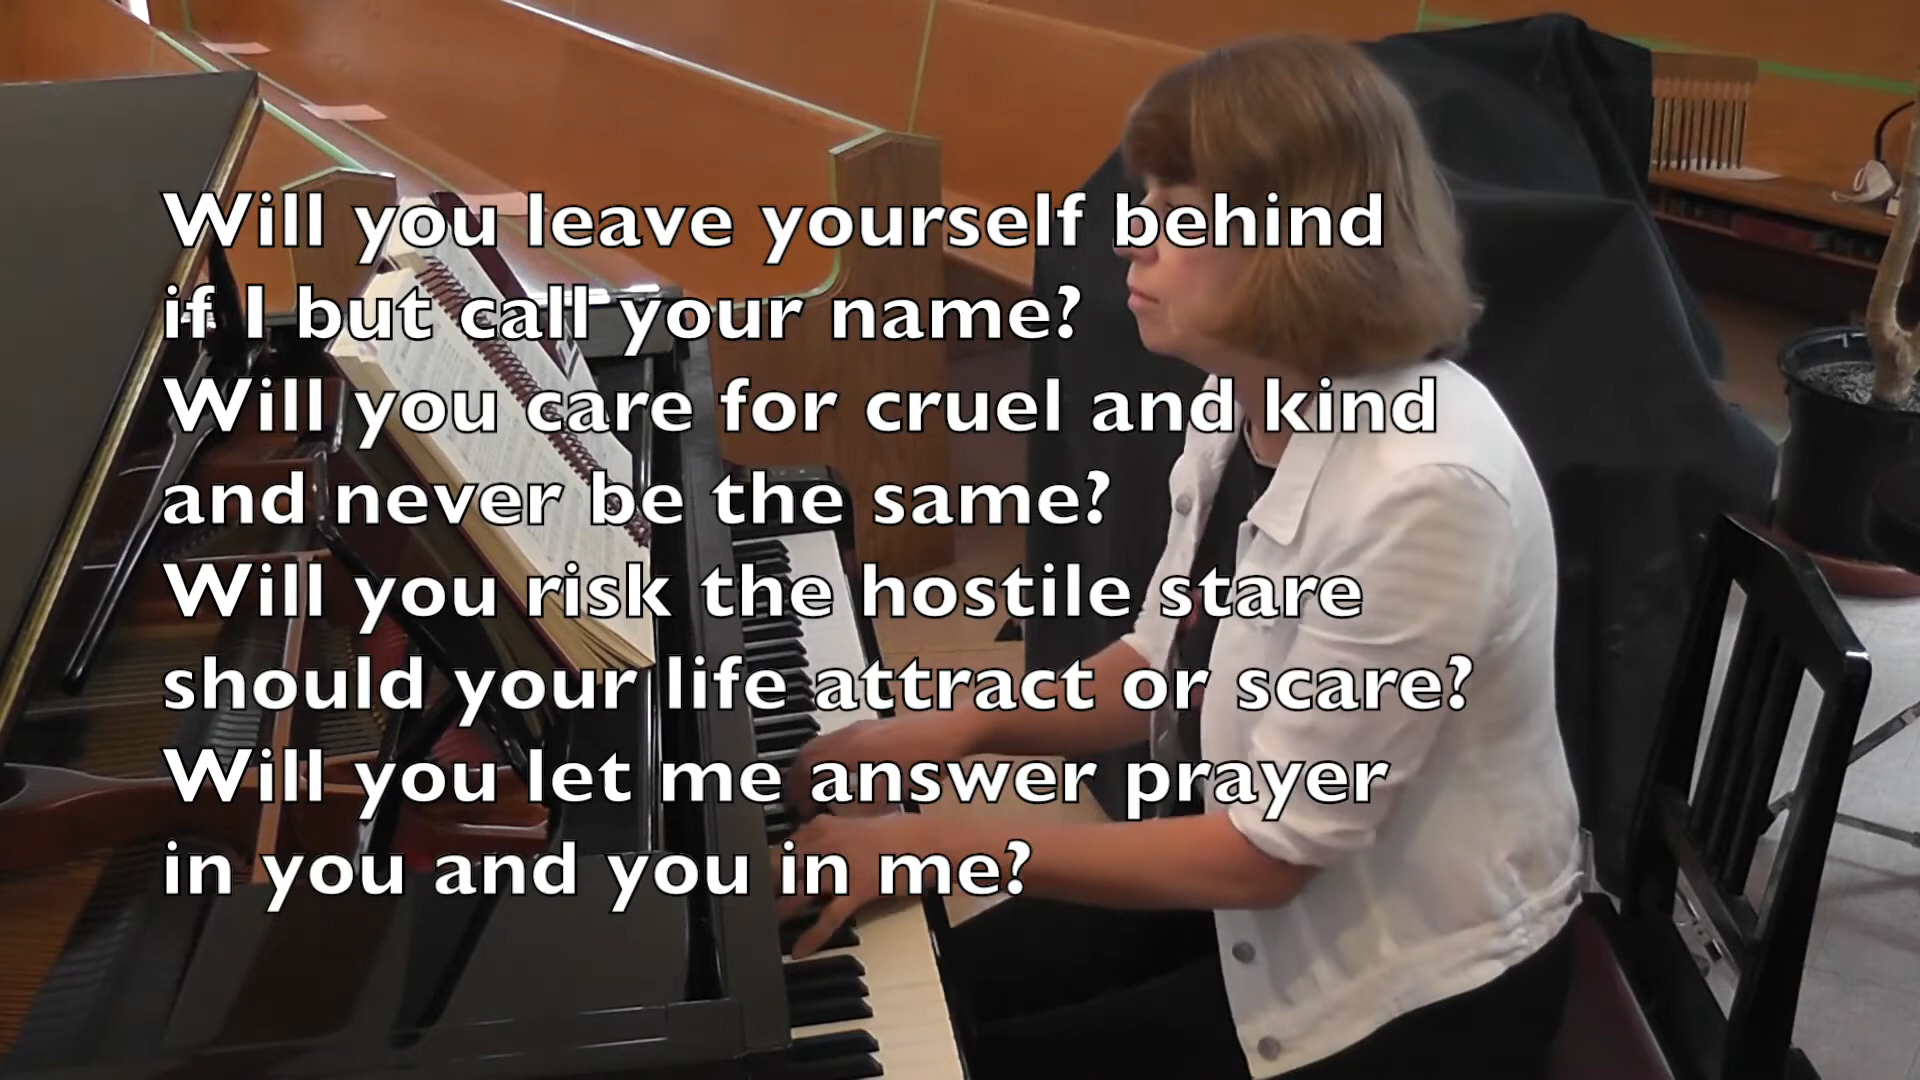 Will you leave yourself behind
if I but call your name?
Will you care for cruel and kind
and never be the same?
Will you risk the hostile stare
should your life attract or scare?
Will you let me answer prayer
in you and you in me?